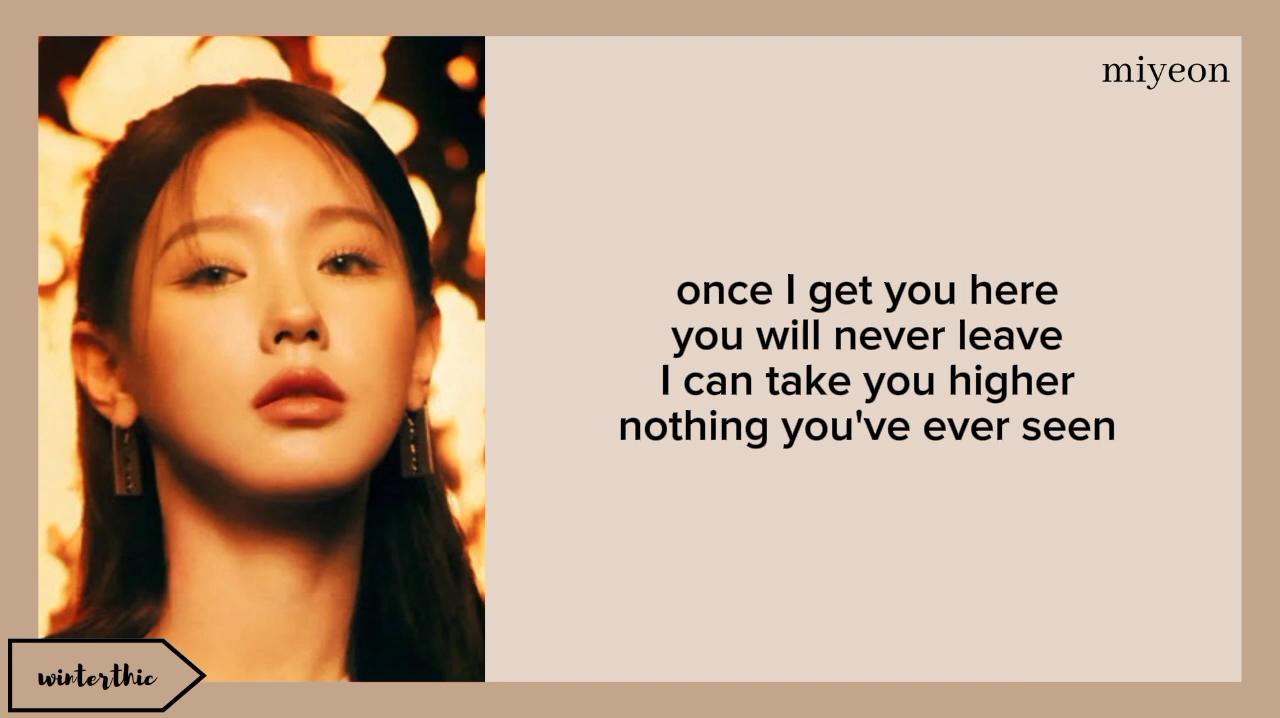 miyeon
once I get you here
you will never leave
I can take you higher
nothing you've ever seen
winterthic